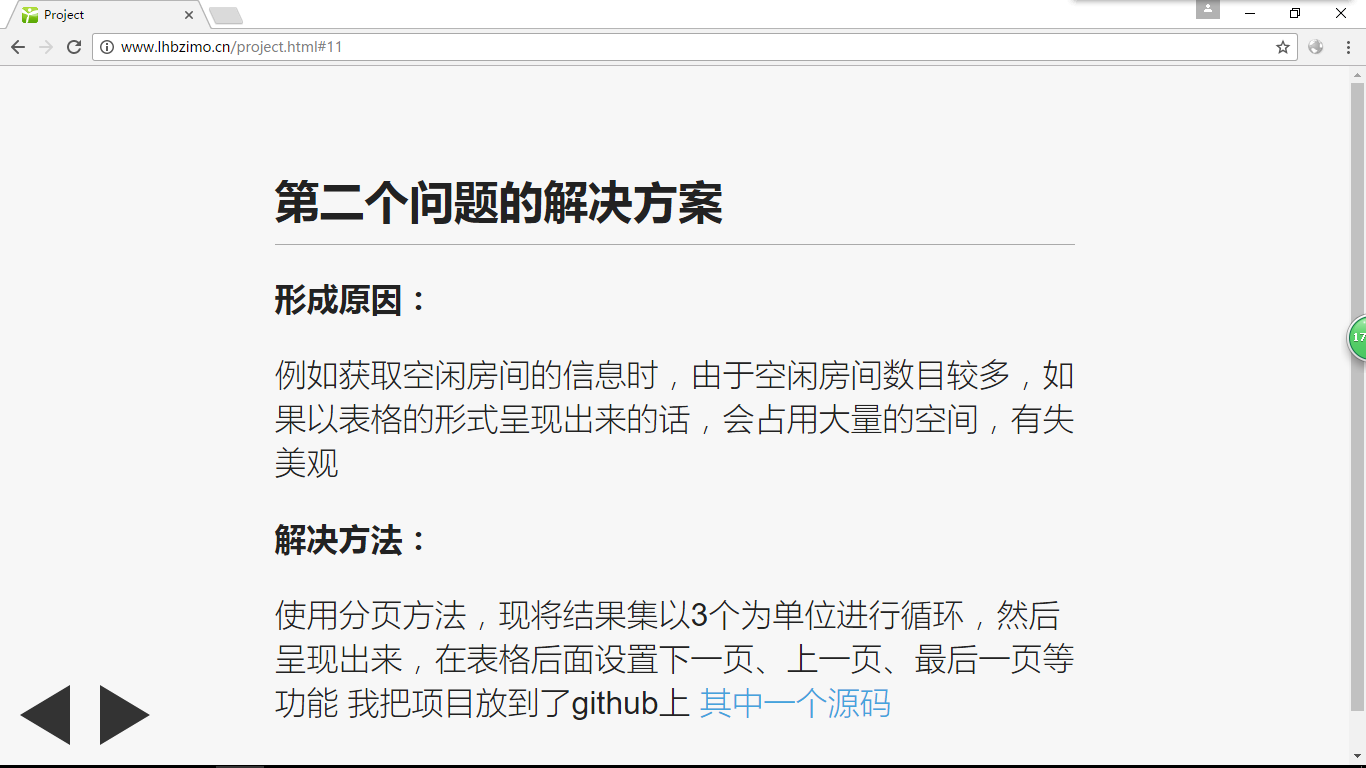 Project
www.lhbzimo.cn/project.html#11
第二个问题的解决方案
形成原因：
例如获取空闲房间的信息时，由于空闲房间数目较多，如
果以表格的形式呈现出来的话，会占用大量的空间，有失
美观
17
解决方法：
使用分页方法，现将结果集以3个为单位进行循环，然后
呈现出来，在表格后面设置下一页、上一页、最后一页等
功能 我把项目放到了github上 其中一个源码